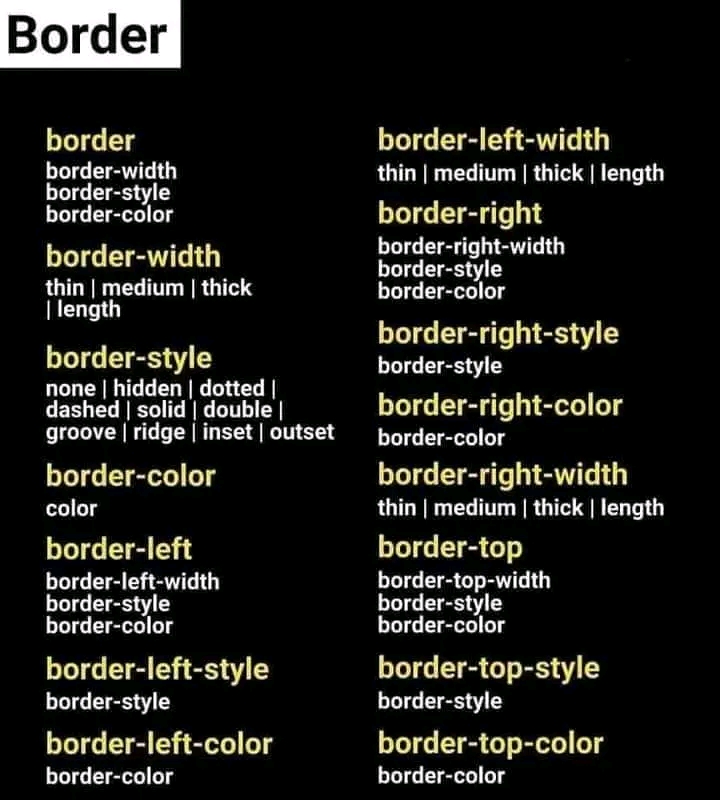 Border
border
border-width
border-style
border-color
border-width
thin | medium | thick
| length
border-style
none | hidden | dotted |
dashed | solid | double |
groove | ridge | inset | outset
border-color
color
border-left
border-left-width
border-style
border-color
border-left-style
border-style
border-left-color
border-color
border-left-width
thin | medium | thick | length
border-right
border-right-width
border-style
border-color
border-right-style
border-style
border-right-color
border-color
border-right-width
thin | medium | thick | length
border-top
border-top-width
border-style
border-color
border-top-style
border-style
border-top-color
border-color